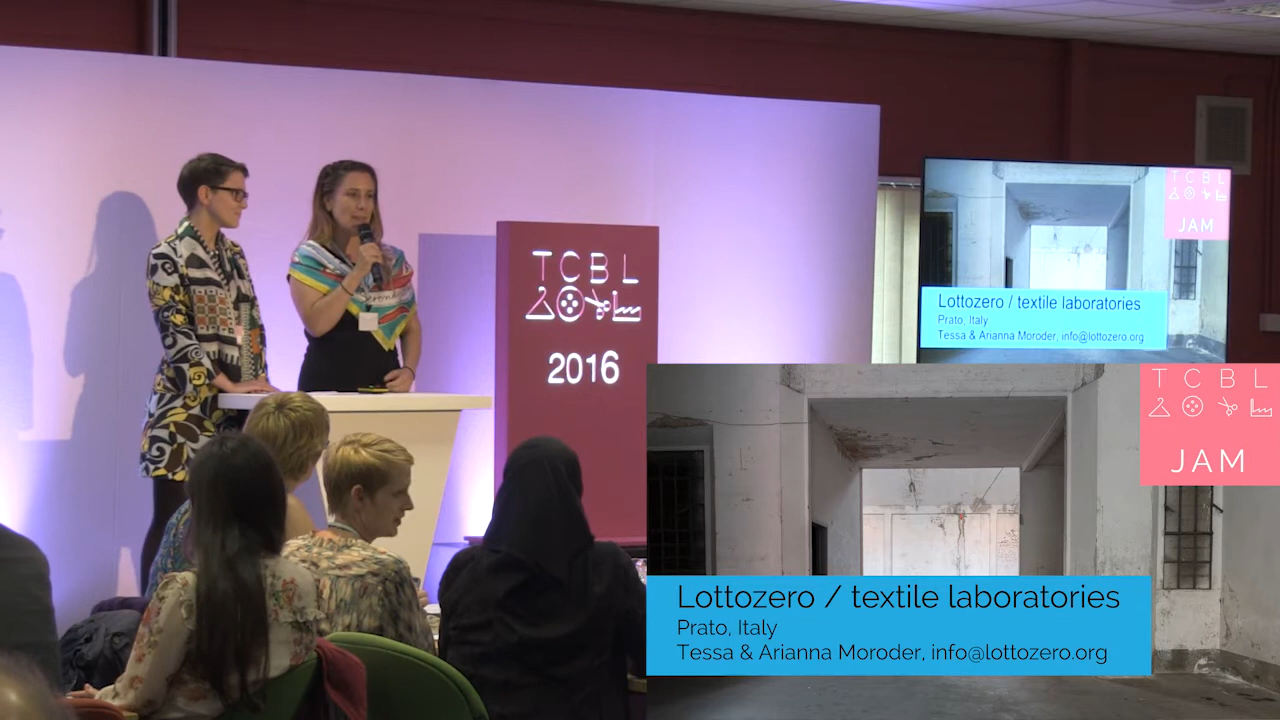 TCBL
2016
TCBL
JAM
Lottozero / textile laboratories
Prato, Italy
Tessa & Arianna Moroder, info@lottozero.org
TCBL
JAM
Lottozero / textile laboratories
Prato, Italy
Tessa & Arianna Moroder, info@lottozero.org